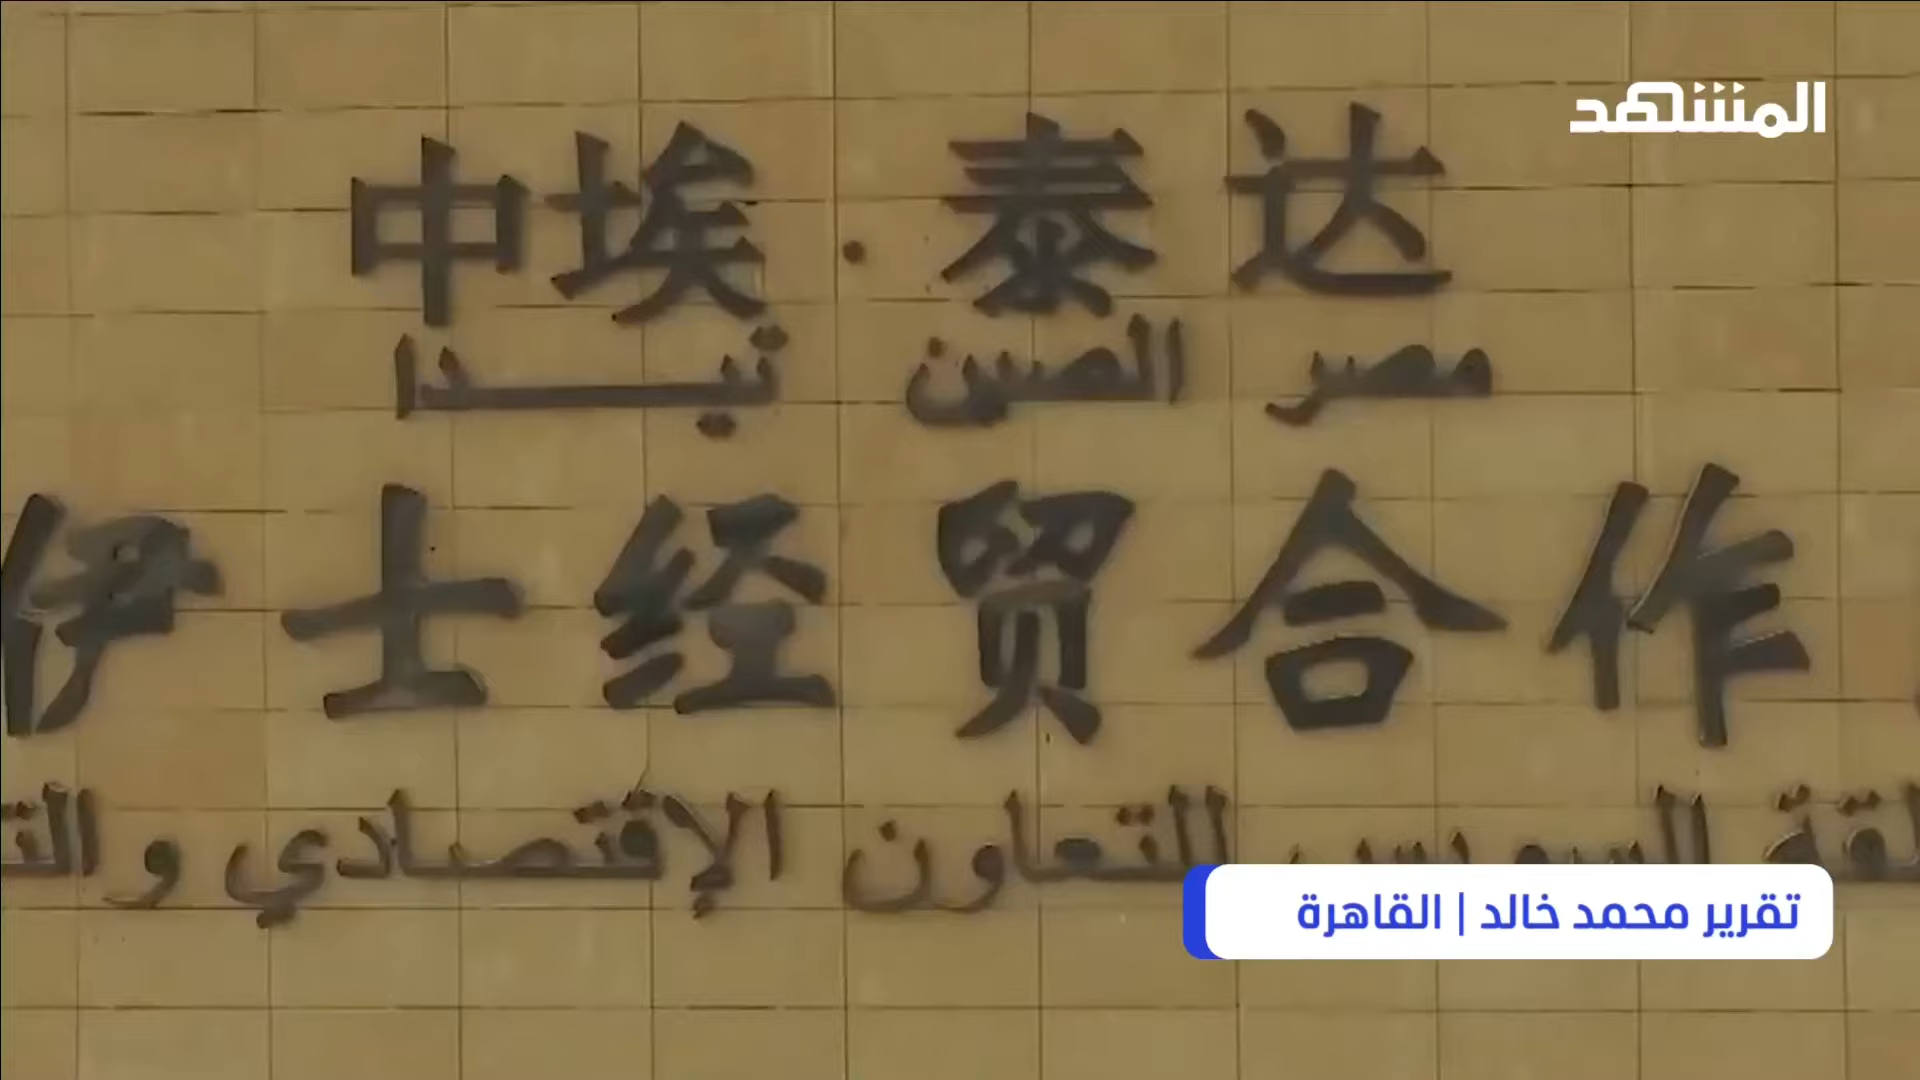 المشهد
中埃·泰达
مصر الصين تيدا
伊士经贸合作
للتعاون الإقتصادي و
تقرير محمد خالد | القاهرة